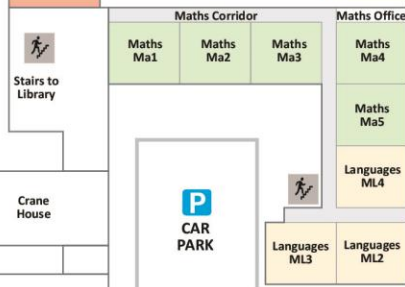 Maths Corridor
Maths Office
Maths
Ma1
Maths
Ma2
Maths
Ma3
Maths
Ma4
Stairs to
Library
Maths
Ma5
Languages
ML4
Crane
House
P
CAR
PARK
Languages
ML3
Languages
ML2